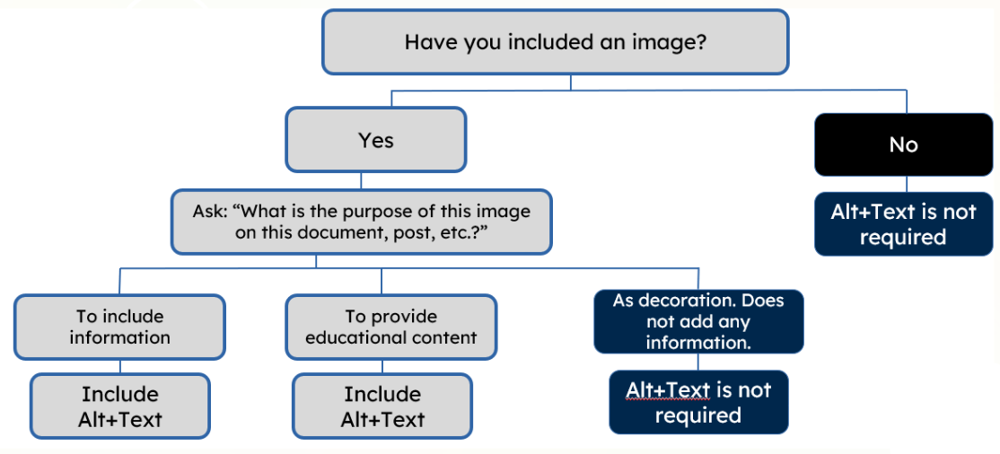 Have you included an image?
Yes
No
Ask: “What is the purpose of this image
on this document, post, etc.?”
Alt+Text is not
required
To include
information
To provide
educational content
As decoration. Does
not add any
information.
Include
Alt+Text
Include
Alt+Text
Alt+Text is not
required